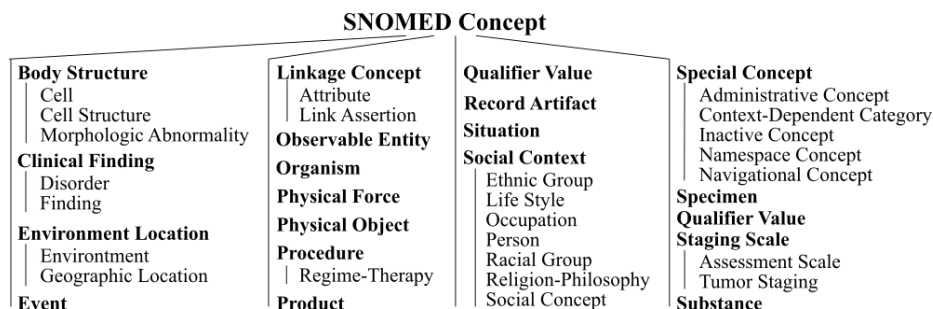 SNOMED Concept
Body Structure
Cell
Cell Structure
Morphologic Abnormality
Clinical Finding
Disorder
Finding
Environment Location
Environtment
Geographic Location
Event
Linkage Concept
Attribute
Link Assertion
Observable Entity
Organism
Physical Force
Physical Object
Procedure
Regime-Therapy
Product
Qualifier Value
Record Artifact
Situation
Social Context
Ethnic Group
Life Style
Occupation
Person
Racial Group
Religion-Philosophy
Social Concept
Special Concept
Administrative Concept
Context-Dependent Category
Inactive Concept
Namespace Concept
Navigational Concept
Specimen
Qualifier Value
Staging Scale
Assessment Scale
Tumor Staging
Substance